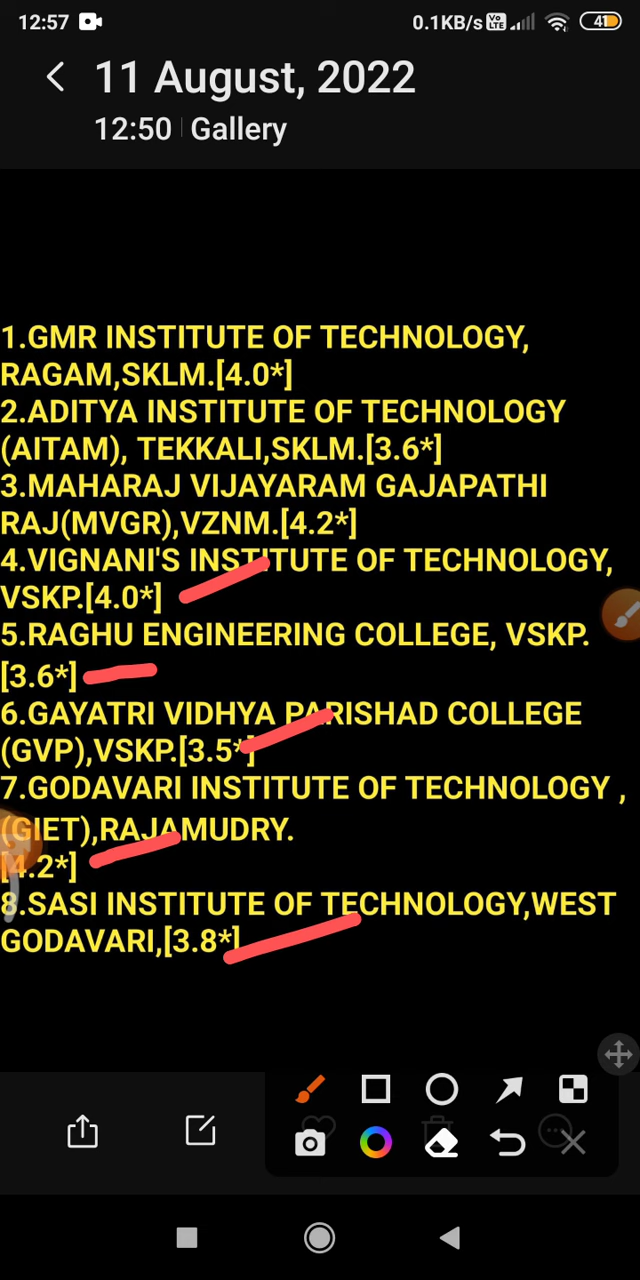 12:57 0.1KB/s Vo LTE 41
11 August, 2022
12:50 Gallery
1.GMR INSTITUTE OF TECHNOLOGY,
RAGAM,SKLM.[4.0*]
2.ADITYA INSTITUTE OF TECHNOLOGY
(AITAM), TEKKALI,SKLM.[3.6*]
3.MAHARAJ VIJAYARAM GAJAPATHI
RAJ(MVGR),VZNM.[4.2*]
4.VIGNANI'S INSTITUTE OF TECHNOLOGY,
VSKP.[4.0*]
5.RAGHU ENGINEERING COLLEGE, VSKP.
[3.6*]
6.GAYATRI VIDHYA PARISHAD COLLEGE
(GVP),VSKP.[3.5*]
7.GODAVARI INSTITUTE OF TECHNOLOGY ,
(GIET),RAJAMUDRY.
[4.2*]
8.SASI INSTITUTE OF TECHNOLOGY,WEST
GODAVARI,[3.8*]